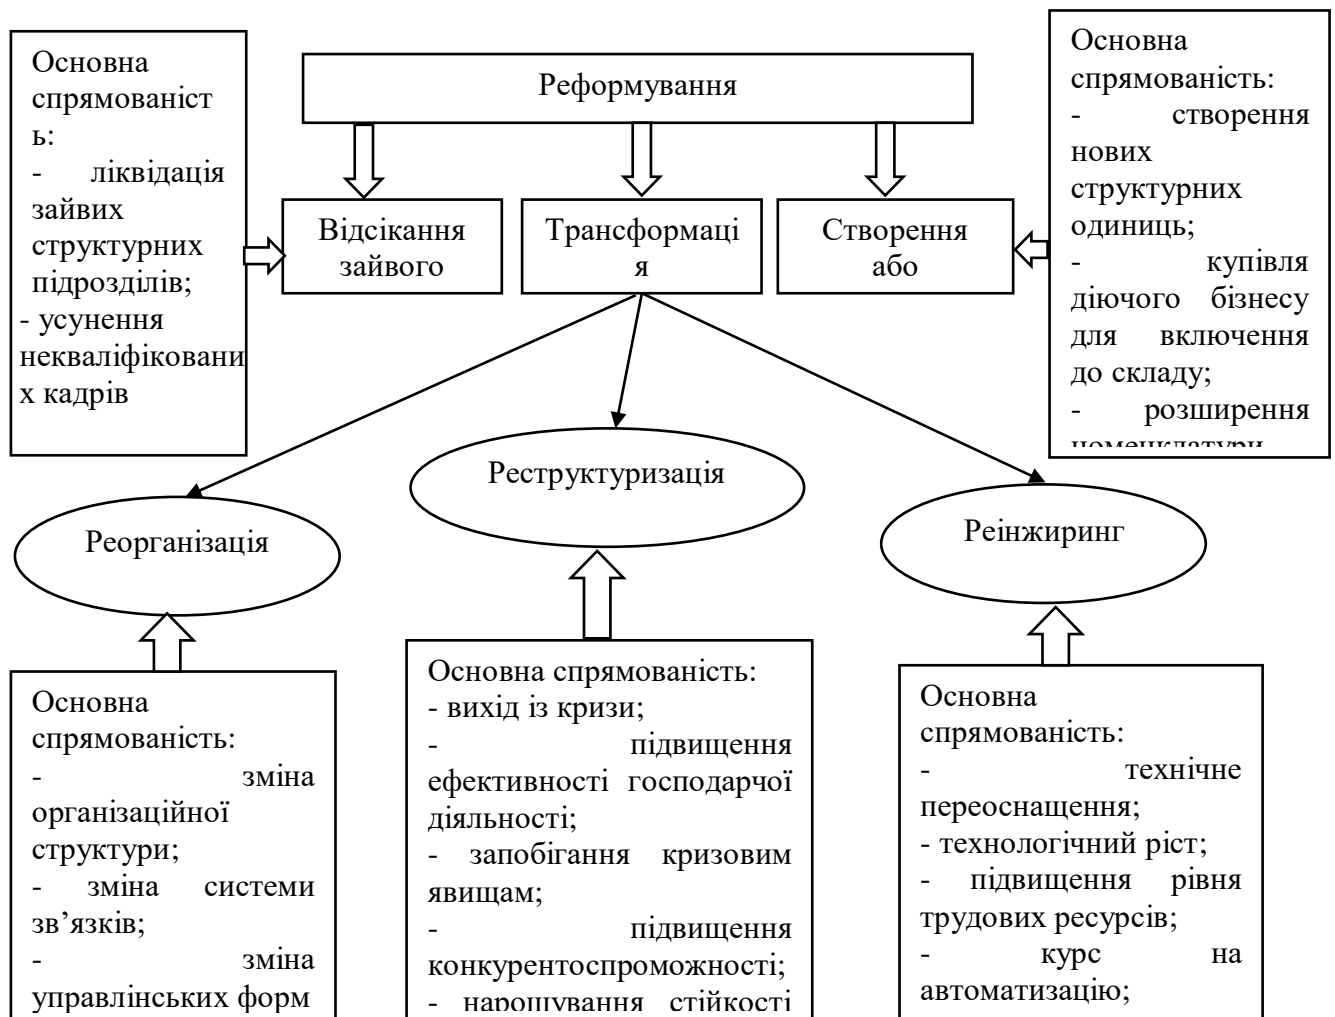 Основна
спрямованіст
ь:
- ліквідація
зайвих
структурних
підрозділів;
- усунення
некваліфіковани
х кадрів
Реформування
Основна
спрямованість:
- створення
нових
структурних
одиниць;
- купівля
діючого бізнесу
для включення
до складу;
- розширення
номенклатури
Відсікання
зайвого
Трансформаці
я
Створення
або
Реорганізація
Реструктуризація
Реінжиринг
Основна
спрямованість:
- зміна
організаційної
структури;
- зміна системи
зв’язків;
- зміна
управлінських форм
Основна спрямованість:
- вихід із кризи;
- підвищення
ефективності господарчої
діяльності;
- запобігання кризовим
явищам;
- підвищення
конкурентоспроможності;
- нарощування стійкості
Основна
спрямованість:
- технічне
переоснащення;
- технологічний ріст;
- підвищення рівня
трудових ресурсів;
- курс на
автоматизацію;